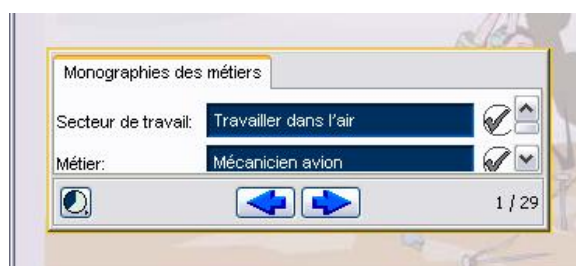 Monographies des métiers
Secteur de travail: Travailler dans l'air
Métier: Mécanicien avion
1 / 29